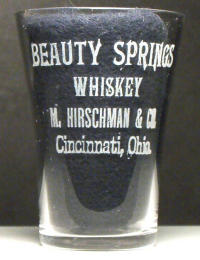 BEAUTY SPRINGS
WHISKEY
M. HIRSCHMAN & CO.
Cincinnati, Ohio.